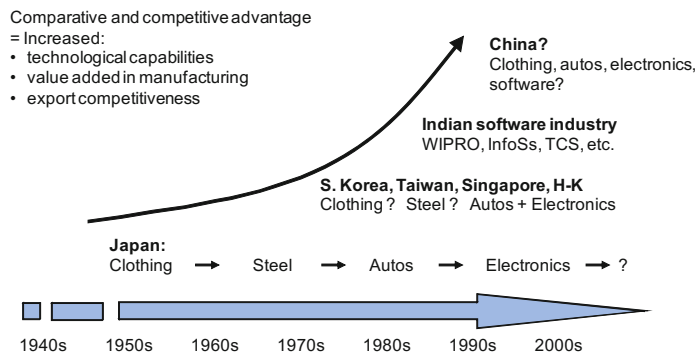 Comparative and competitive advantage
= Increased:
• technological capabilities
• value added in manufacturing
• export competitiveness
China?
Clothing, autos, electronics,
software?
Indian software industry
WIPRO, InfoSs, TCS, etc.
S. Korea, Taiwan, Singapore, H-K
Clothing ? Steel ? Autos + Electronics
Japan:
Clothing → Steel → Autos → Electronics → ?
1940s 1950s 1960s 1970s 1980s 1990s 2000s